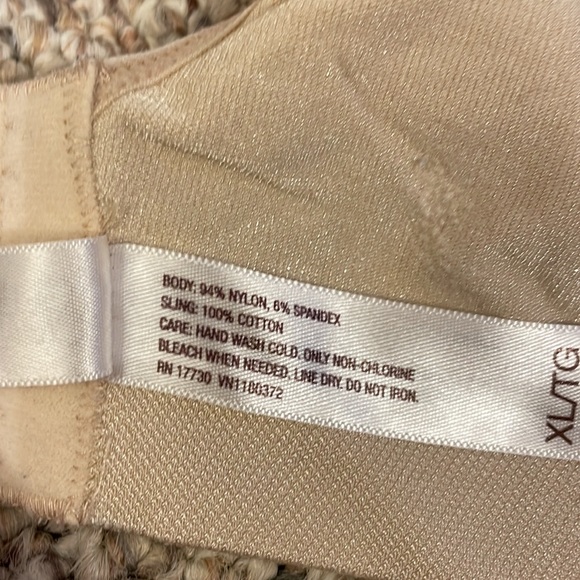 BODY: 94% NYLON, 6% SPANDEX
SLING: 100% COTTON
CARE: HAND WASH COLD, ONLY NON-CHLORINE
BLEACH WHEN NEEDED. LINE DRY. DO NOT IRON.
RN 17730 VN1180372
XL/TG